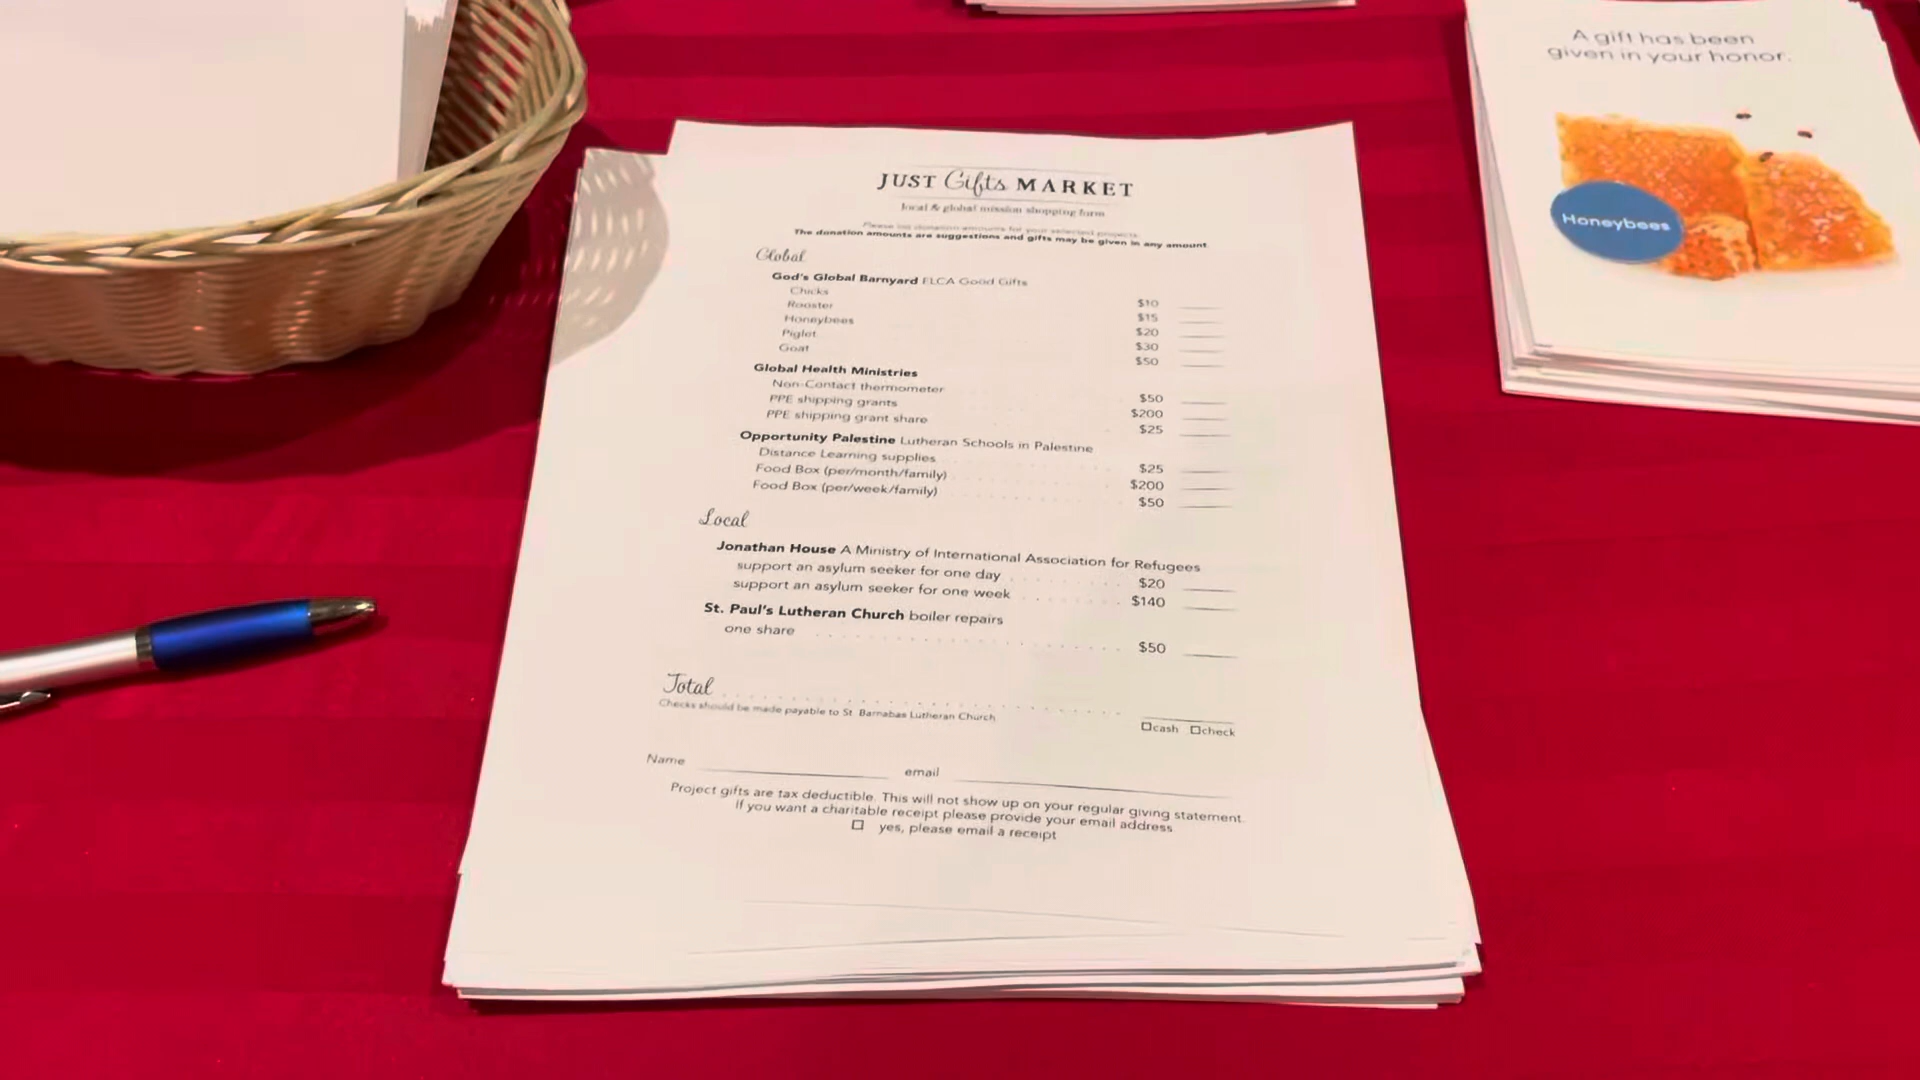 JUST Gifts MARKET
local & global mission shopping form
Please list donation amounts for your selected projects.
The donation amounts are suggestions and gifts may be given in any amount
Global
God's Global Barnyard ELCA Good Gifts
Chicks $10
Rooster $15
Honeybees $20
Piglet $30
Goat $50
Global Health Ministries
Non-Contact thermometer $50
PPE shipping grants $200
PPE shipping grant share $25
Opportunity Palestine Lutheran Schools in Palestine
Distance Learning supplies $25
Food Box (per/month/family) $200
Food Box (per/week/family) $50
Local
Jonathan House A Ministry of International Association for Refugees
support an asylum seeker for one day $20
support an asylum seeker for one week $140
St. Paul's Lutheran Church boiler repairs
one share $50
Total
Checks should be made payable to St. Barnabas Lutheran Church
☐cash ☐check
Name email
Project gifts are tax deductible. This will not show up on your regular giving statement.
If you want a charitable receipt please provide your email address
☐ yes, please email a receipt
A gift has been
given in your honor.
Honeybees